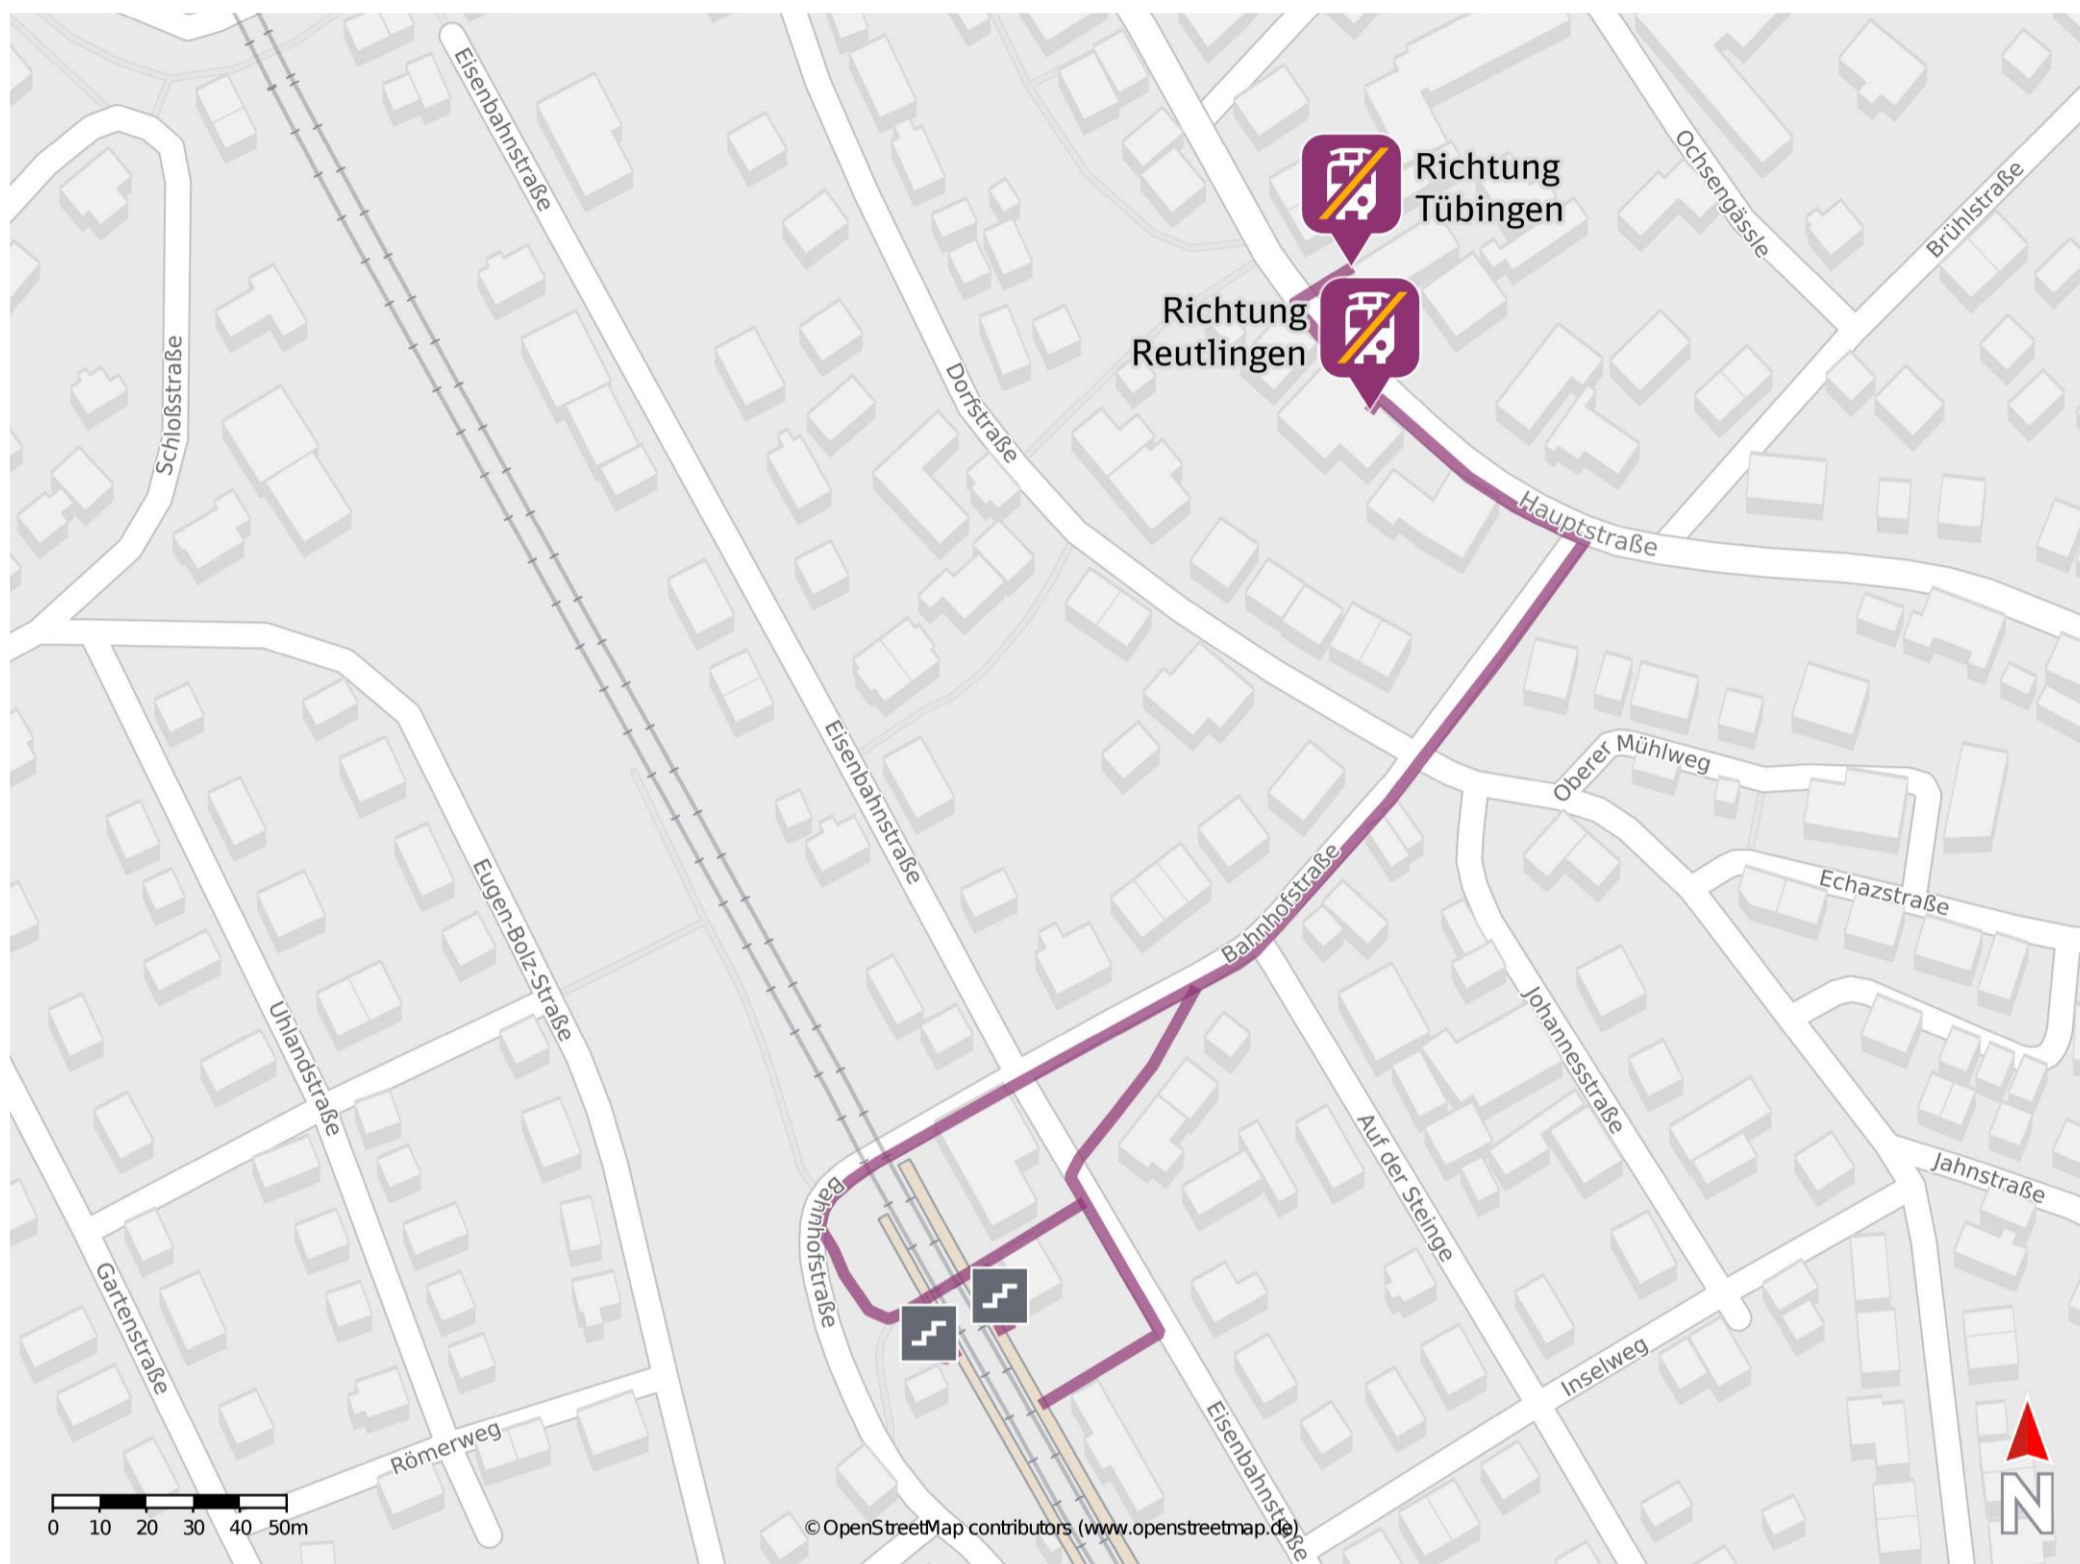 Eisenbahnstraße
Ochsengässle
Richtung
Tübingen
Brühlstraße
Richtung
Reutlingen
Schloßstraße
Dorfstraße
Hauptstraße
Eisenbahnstraße
Oberer Mühlweg
Bahnhofstraße
Echazstraße
Eugen-Bolz-Straße
Uhlandstraße
Johannesstraße
Auf der Steinge
Jahnstraße
Bahnhofstraße
Gartenstraße
Inselweg
Römerweg
Eisenbahnstraße
N
0 10 20 30 40 50m
© OpenStreetMap contributors (www.openstreetmap.de)